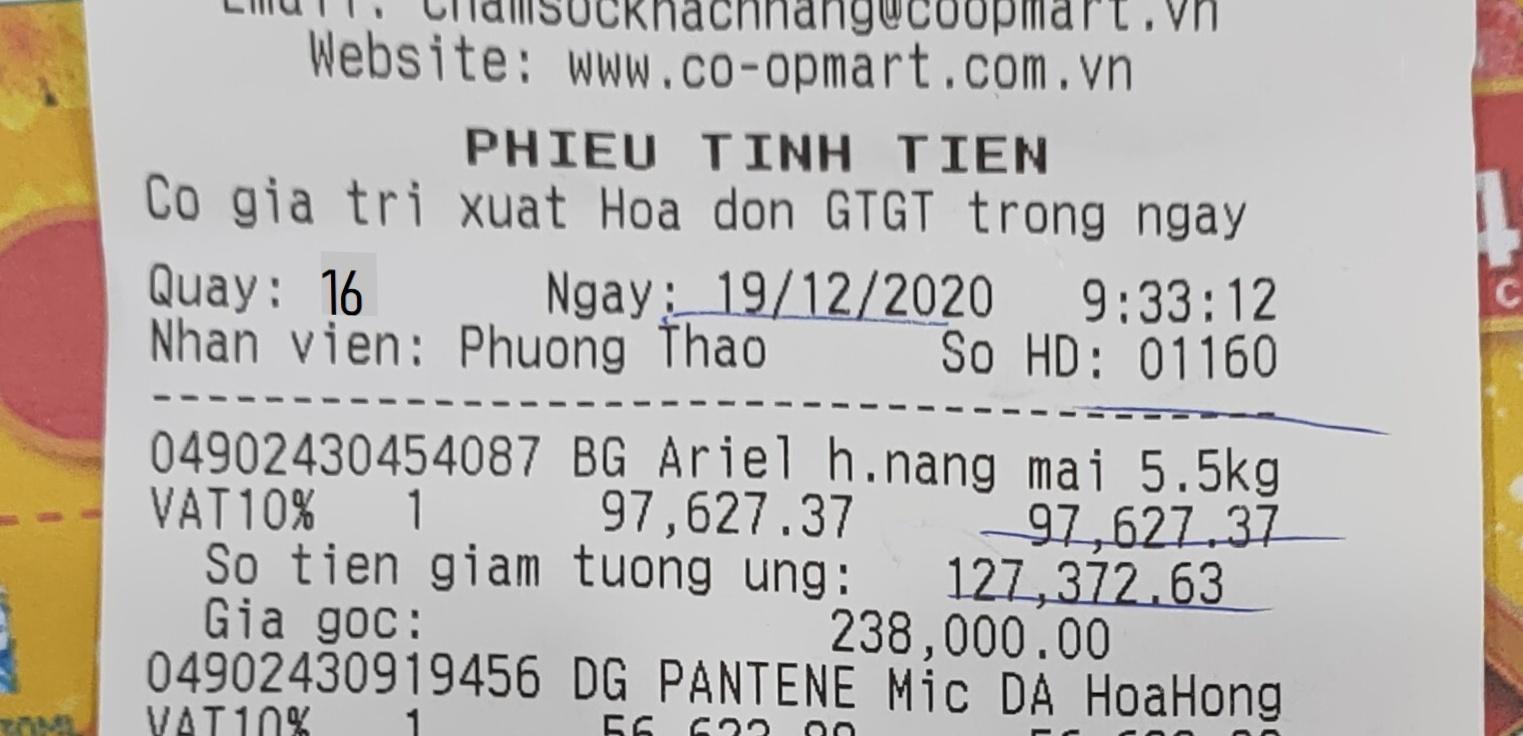 Email: chamsockhachhang@coopmart.vn
Website: www.co-opmart.com.vn
PHIEU TINH TIEN
Co gia tri xuat Hoa don GTGT trong ngay
Quay: 16 Ngay: 19/12/2020 9:33:12
Nhan vien: Phuong Thao So HD: 01160
04902430454087 BG Ariel h.nang mai 5.5kg
VAT10% 1 97,627.37 97,627.37
So tien giam tuong ung: 127,372.63
Gia goc: 238,000.00
04902430919456 DG PANTENE Mic DA HoaHong
VAT10% 1